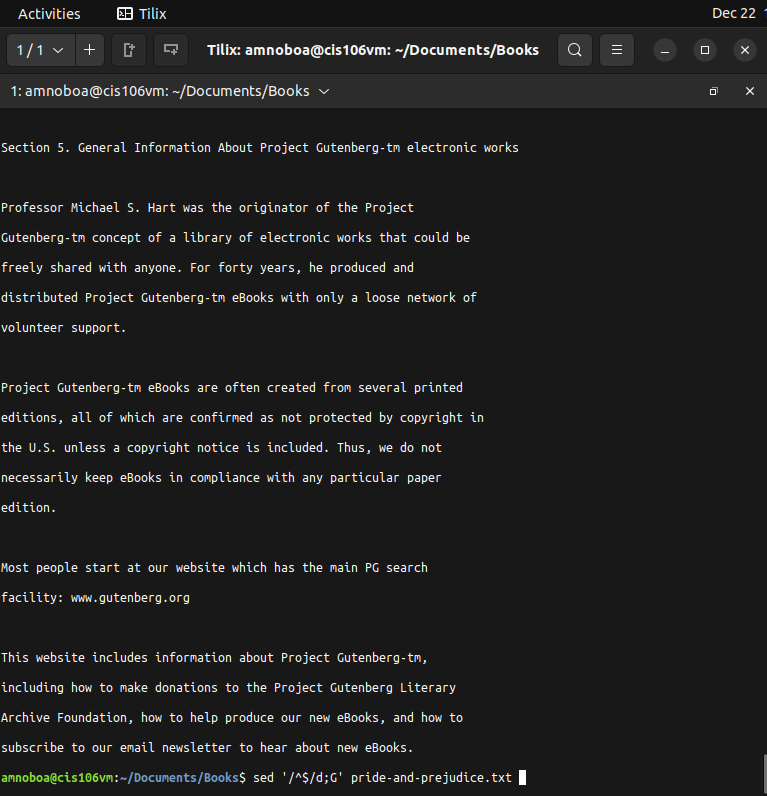 Activities
Tilix
Dec 22
1 / 1
Tilix: amnoboa@cis106vm: ~/Documents/Books
1: amnoboa@cis106vm: ~/Documents/Books
Section 5. General Information About Project Gutenberg-tm electronic works
Professor Michael S. Hart was the originator of the Project
Gutenberg-tm concept of a library of electronic works that could be
freely shared with anyone. For forty years, he produced and
distributed Project Gutenberg-tm eBooks with only a loose network of
volunteer support.
Project Gutenberg-tm eBooks are often created from several printed
editions, all of which are confirmed as not protected by copyright in
the U.S. unless a copyright notice is included. Thus, we do not
necessarily keep eBooks in compliance with any particular paper
edition.
Most people start at our website which has the main PG search
facility: www.gutenberg.org
This website includes information about Project Gutenberg-tm,
including how to make donations to the Project Gutenberg Literary
Archive Foundation, how to help produce our new eBooks, and how to
subscribe to our email newsletter to hear about new eBooks.
amnoboa@cis106vm:~/Documents/Books$ sed '/^$/d;G' pride-and-prejudice.txt